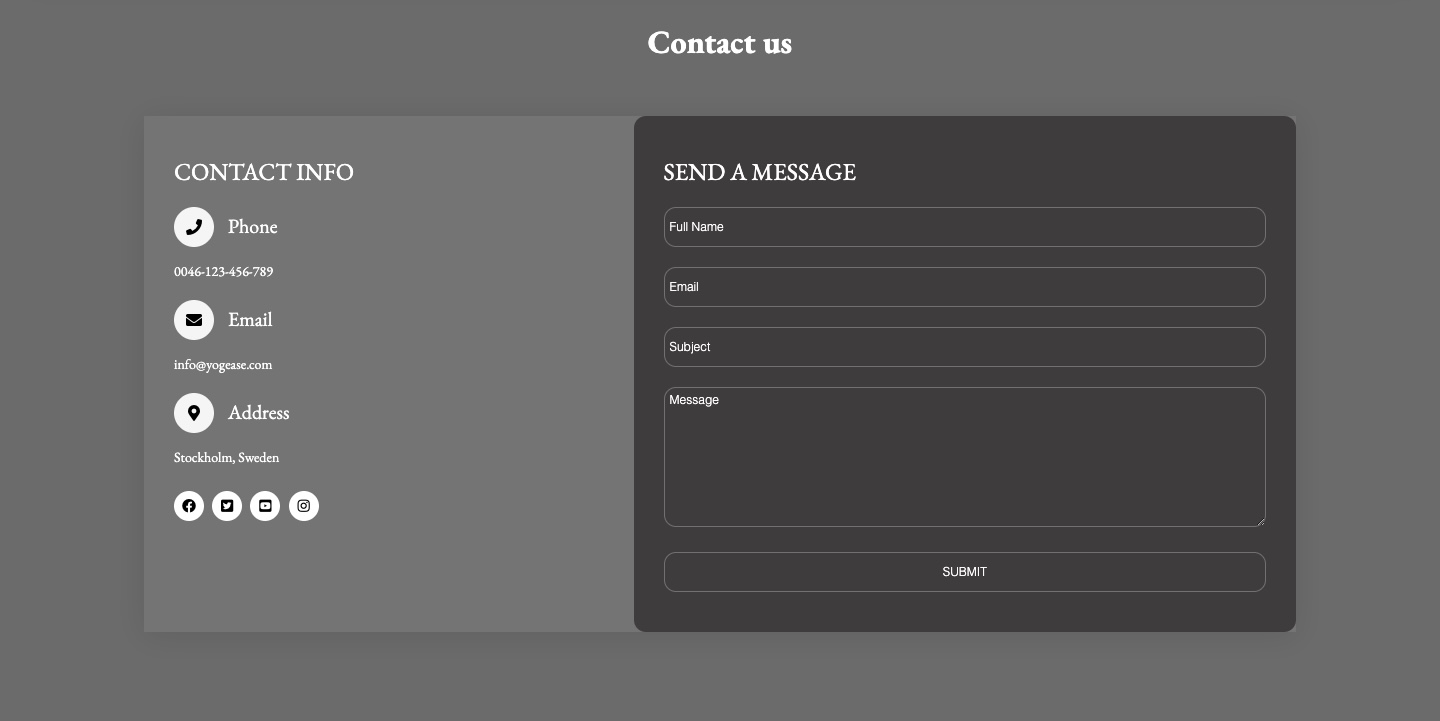 Contact us
CONTACT INFO
Phone
0046-123-456-789
Email
info@yogease.com
Address
Stockholm, Sweden
SEND A MESSAGE
Full Name
Email
Subject
Message
SUBMIT